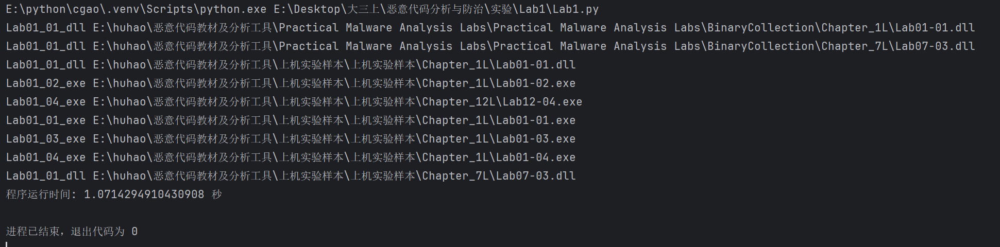 E:\python\cgao\.venv\Scripts\python.exe E:\Desktop\大三上\恶意代码分析与防治\实验\Lab1\Lab1.py
Lab01_01_dll E:\huhao\恶意代码教材及分析工具\Practical Malware Analysis Labs\Practical Malware Analysis Labs\BinaryCollection\Chapter_1L\Lab01-01.dll
Lab01_01_dll E:\huhao\恶意代码教材及分析工具\Practical Malware Analysis Labs\Practical Malware Analysis Labs\BinaryCollection\Chapter_7L\Lab07-03.dll
Lab01_01_dll E:\huhao\恶意代码教材及分析工具\上机实验样本\上机实验样本\Chapter_1L\Lab01-01.dll
Lab01_02_exe E:\huhao\恶意代码教材及分析工具\上机实验样本\上机实验样本\Chapter_1L\Lab01-02.exe
Lab01_04_exe E:\huhao\恶意代码教材及分析工具\上机实验样本\上机实验样本\Chapter_12L\Lab12-04.exe
Lab01_01_exe E:\huhao\恶意代码教材及分析工具\上机实验样本\上机实验样本\Chapter_1L\Lab01-01.exe
Lab01_03_exe E:\huhao\恶意代码教材及分析工具\上机实验样本\上机实验样本\Chapter_1L\Lab01-03.exe
Lab01_04_exe E:\huhao\恶意代码教材及分析工具\上机实验样本\上机实验样本\Chapter_1L\Lab01-04.exe
Lab01_01_dll E:\huhao\恶意代码教材及分析工具\上机实验样本\上机实验样本\Chapter_7L\Lab07-03.dll
程序运行时间: 1.0714294910430908 秒
进程已结束，退出代码为 0